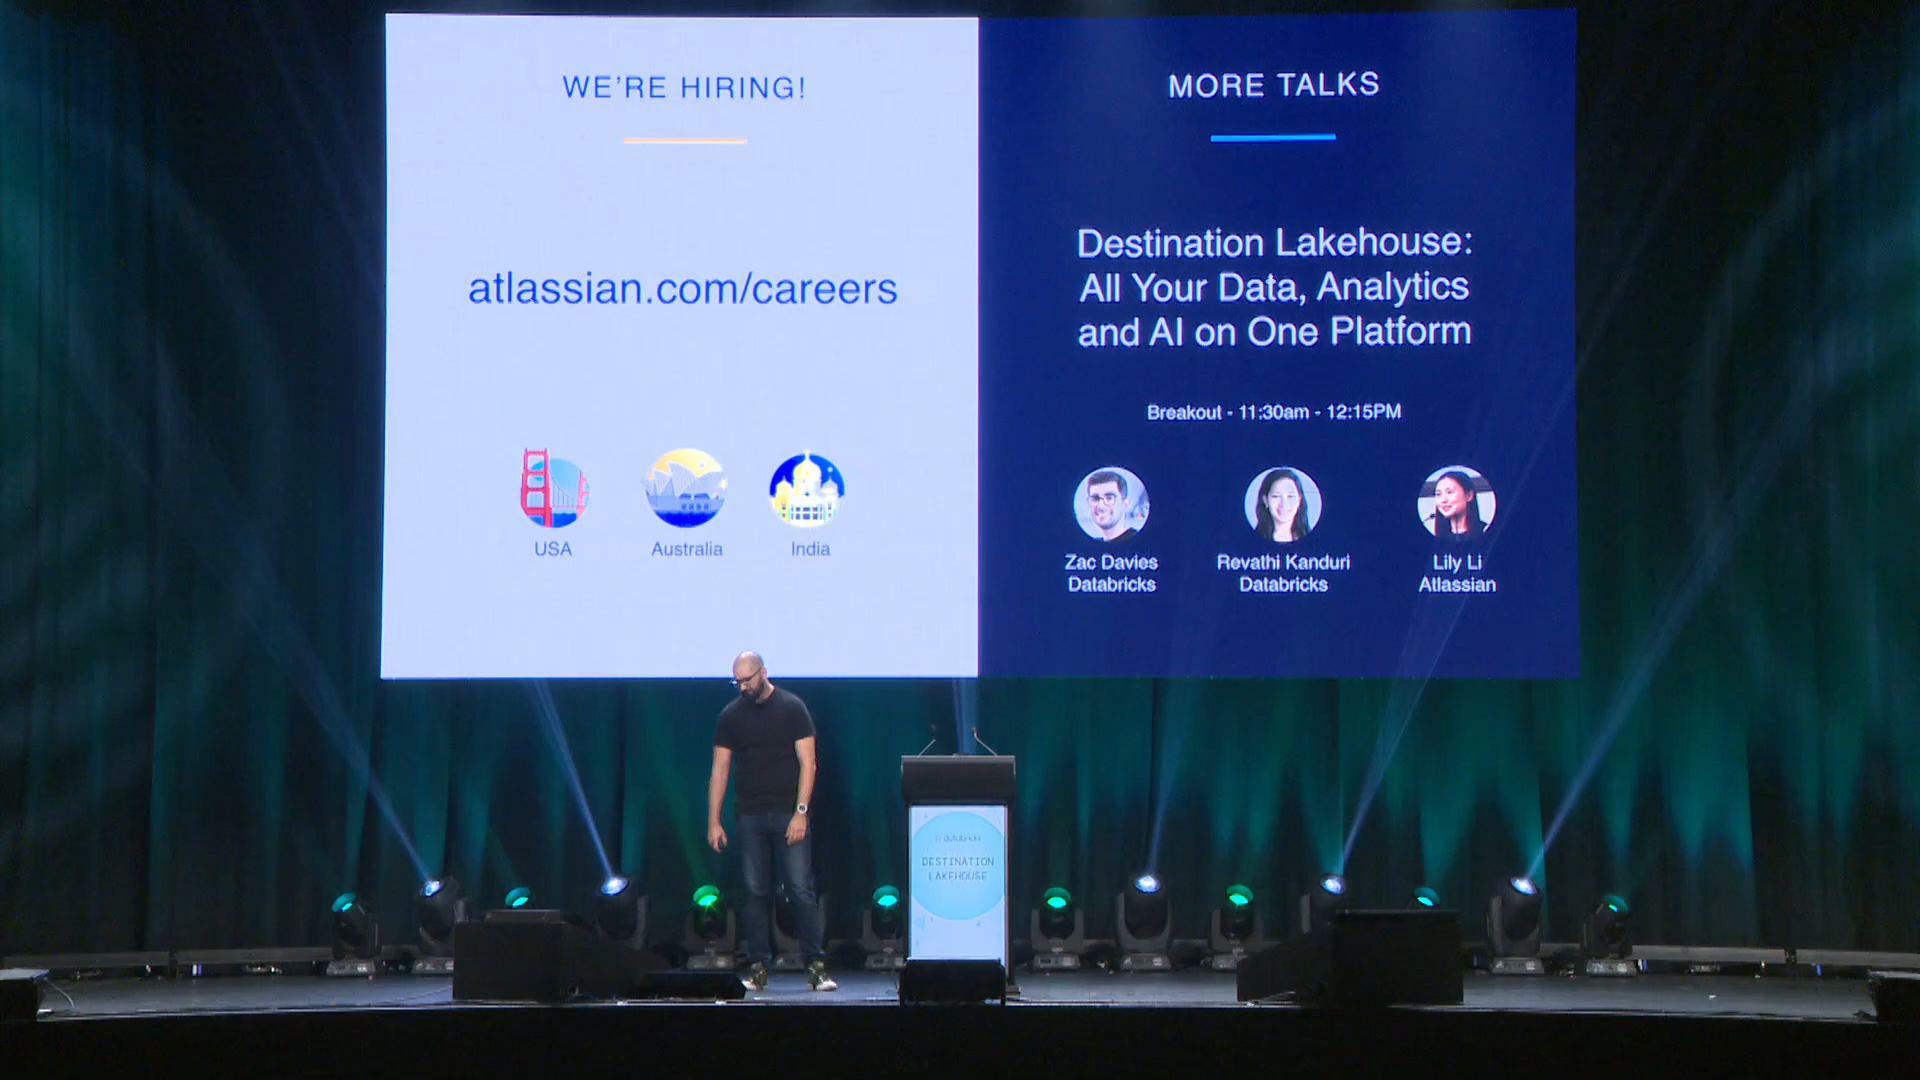 WE'RE HIRING!
atlassian.com/careers
USA
Australia
India
MORE TALKS
Destination Lakehouse:
All Your Data, Analytics
and AI on One Platform
Breakout - 11:30am - 12:15PM
Zac Davies
Databricks
Revathi Kanduri
Databricks
Lily Li
Atlassian
databricks
DESTINATION
LAKEHOUSE